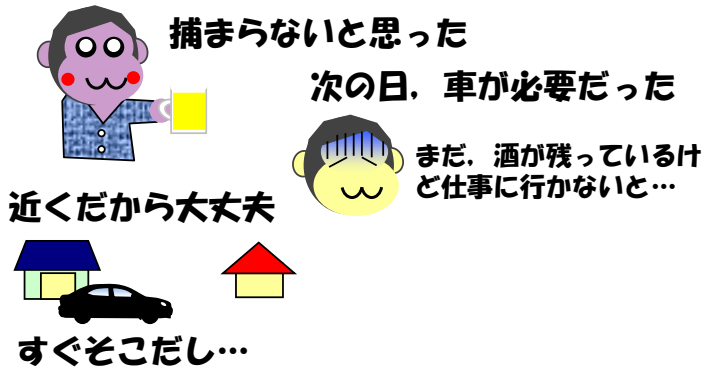 捕まらないと思った
次の日，車が必要だった
まだ，酒が残っているけ
ど仕事に行かないと…
近くだから大丈夫
すぐそこだし…